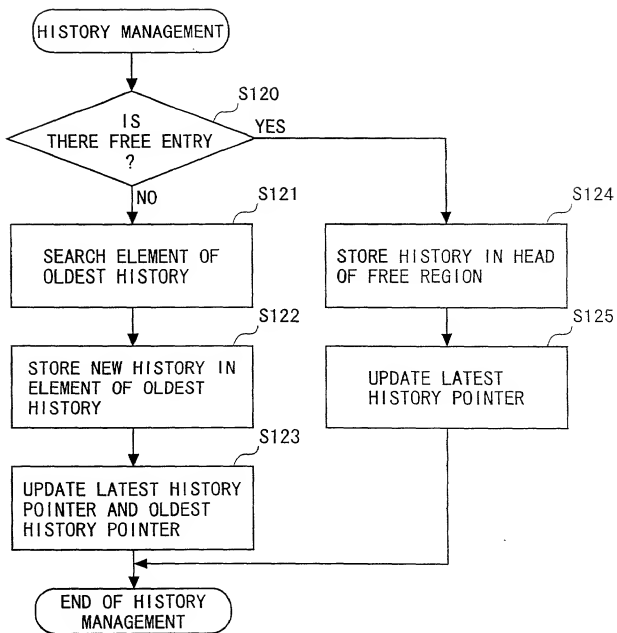 HISTORY MANAGEMENT
S120
IS
THERE FREE ENTRY
?
YES
NO
S121
SEARCH ELEMENT OF
OLDEST HISTORY
S122
STORE NEW HISTORY IN
ELEMENT OF OLDEST
HISTORY
S123
UPDATE LATEST HISTORY
POINTER AND OLDEST
HISTORY POINTER
S124
STORE HISTORY IN HEAD
OF FREE REGION
S125
UPDATE LATEST
HISTORY POINTER
END OF HISTORY
MANAGEMENT